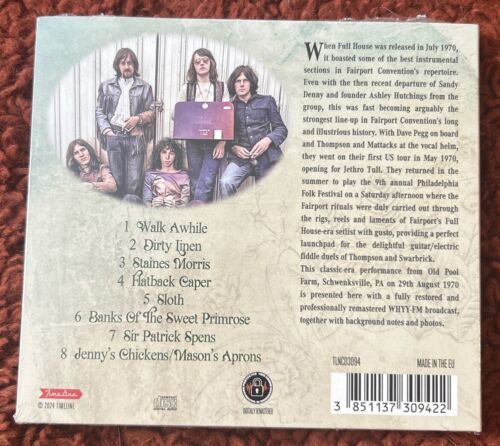 When Full House was released in July 1970,
it boasted some of the best instrumental
sections in Fairport Convention's repertoire.
Even with the then recent departure of Sandy
Denny and founder Ashley Hutchings from the
group, this was fast becoming arguably the
strongest line-up in Fairport Convention's long
and illustrious history. With Dave Pegg on board
and Thompson and Mattacks at the vocal helm,
they went on their first US tour in May 1970,
opening for Jethro Tull. They returned in the
summer to play the 9th annual Philadelphia
Folk Festival on a Saturday afternoon where the
Fairport rituals were duly carried out through
the rigs, reels and laments of Fairport's Full
House-era setlist with gusto, providing a perfect
launchpad for the delightful guitar/electric
fiddle duels of Thompson and Swarbrick.
This classic-era performance from Old Pool
Farm, Schwenksville, PA on 29th August 1970
is presented here with a fully restored and
professionally remastered WHYY-FM broadcast,
together with background notes and photos.
1 Walk Awhile
2 Dirty Linen
3 Staines Morris
4 Flatback Caper
5 Sloth
6 Banks Of The Sweet Primrose
7 Sir Patrick Spens
8 Jenny's Chickens/Mason's Aprons
Timeline
© 2024 TIMELINE
COMPACT
disc
DIGITAL AUDIO
DIGITALLY REMASTERED
TLNCD3094
MADE IN THE EU
3 851137 309422